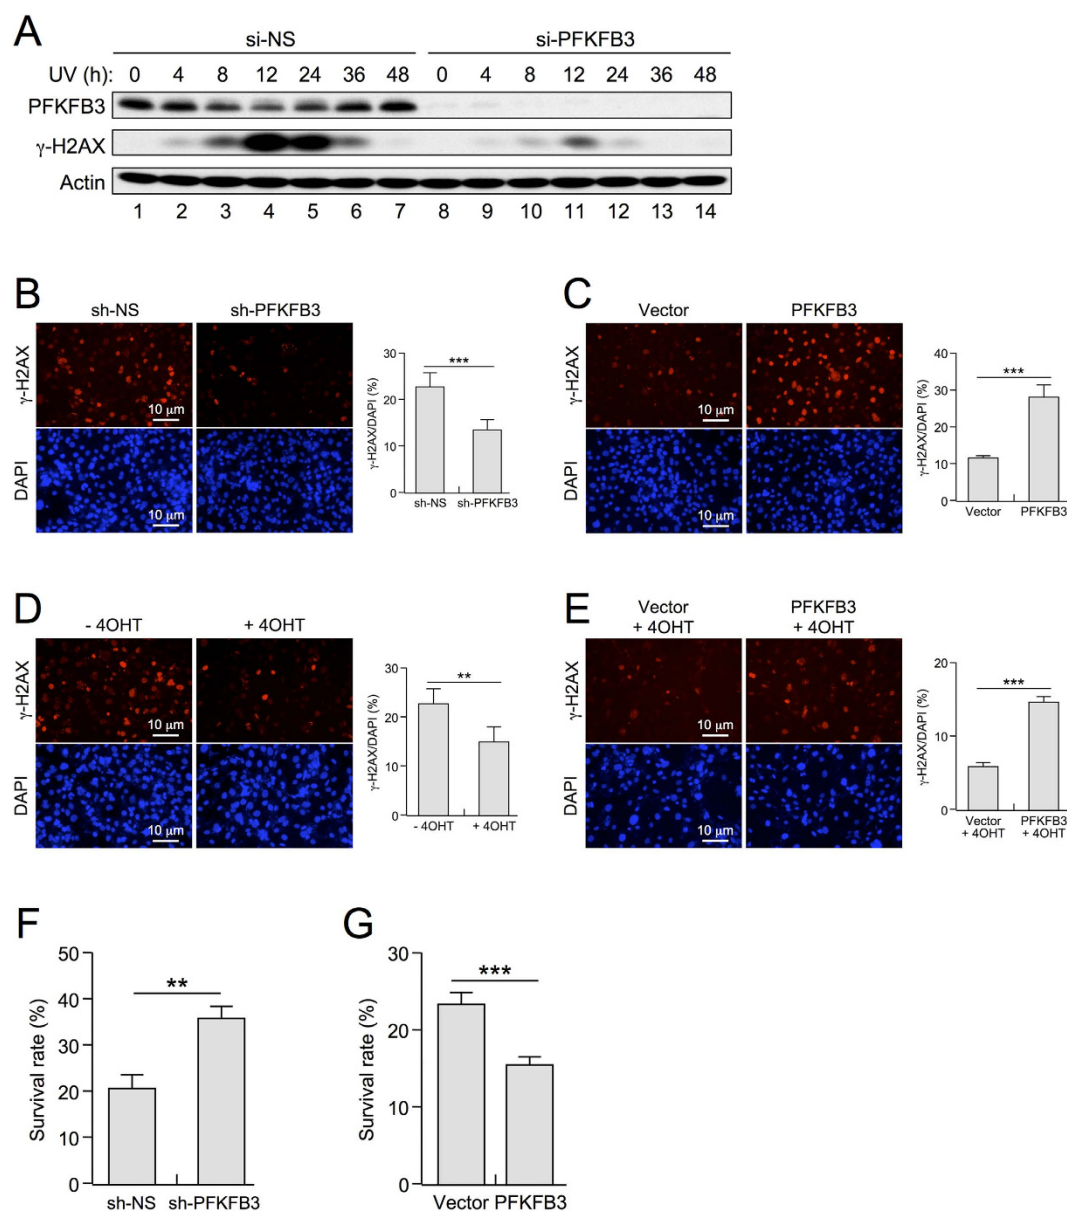 A
si-NS si-PFKFB3
UV (h): 0 4 8 12 24 36 48 0 4 8 12 24 36 48
PFKFB3
γ-H2AX
Actin
1 2 3 4 5 6 7 8 9 10 11 12 13 14
B
sh-NS sh-PFKFB3
γ-H2AX
10 µm 10 µm
DAPI
10 µm
γ-H2AX/DAPI (%)
30
20
10
0
***
sh-NS sh-PFKFB3
C
Vector PFKFB3
γ-H2AX
10 µm 10 µm
DAPI
10 µm
γ-H2AX/DAPI (%)
40
30
20
10
0
***
Vector PFKFB3
D
- 4OHT + 4OHT
γ-H2AX
10 µm
DAPI
10 µm
γ-H2AX/DAPI (%)
30
20
10
0
**
- 4OHT + 4OHT
E
Vector PFKFB3
+ 4OHT + 4OHT
γ-H2AX
10 µm
DAPI
10 µm
γ-H2AX/DAPI (%)
20
10
0
***
Vector PFKFB3
+ 4OHT + 4OHT
F
Survival rate (%)
50
40
30
20
10
0
**
sh-NS sh-PFKFB3
G
Survival rate (%)
30
20
10
0
***
Vector PFKFB3